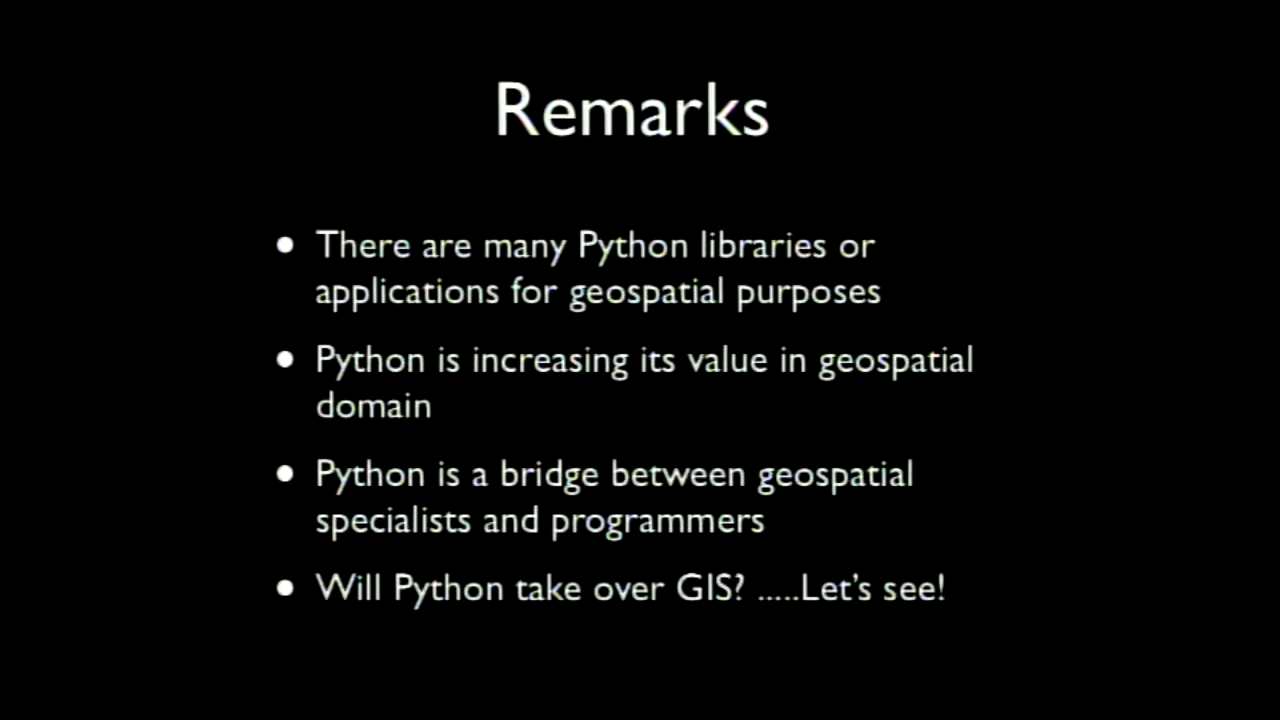 Remarks
• There are many Python libraries or
applications for geospatial purposes
• Python is increasing its value in geospatial
domain
• Python is a bridge between geospatial
specialists and programmers
• Will Python take over GIS? .....Let’s see!